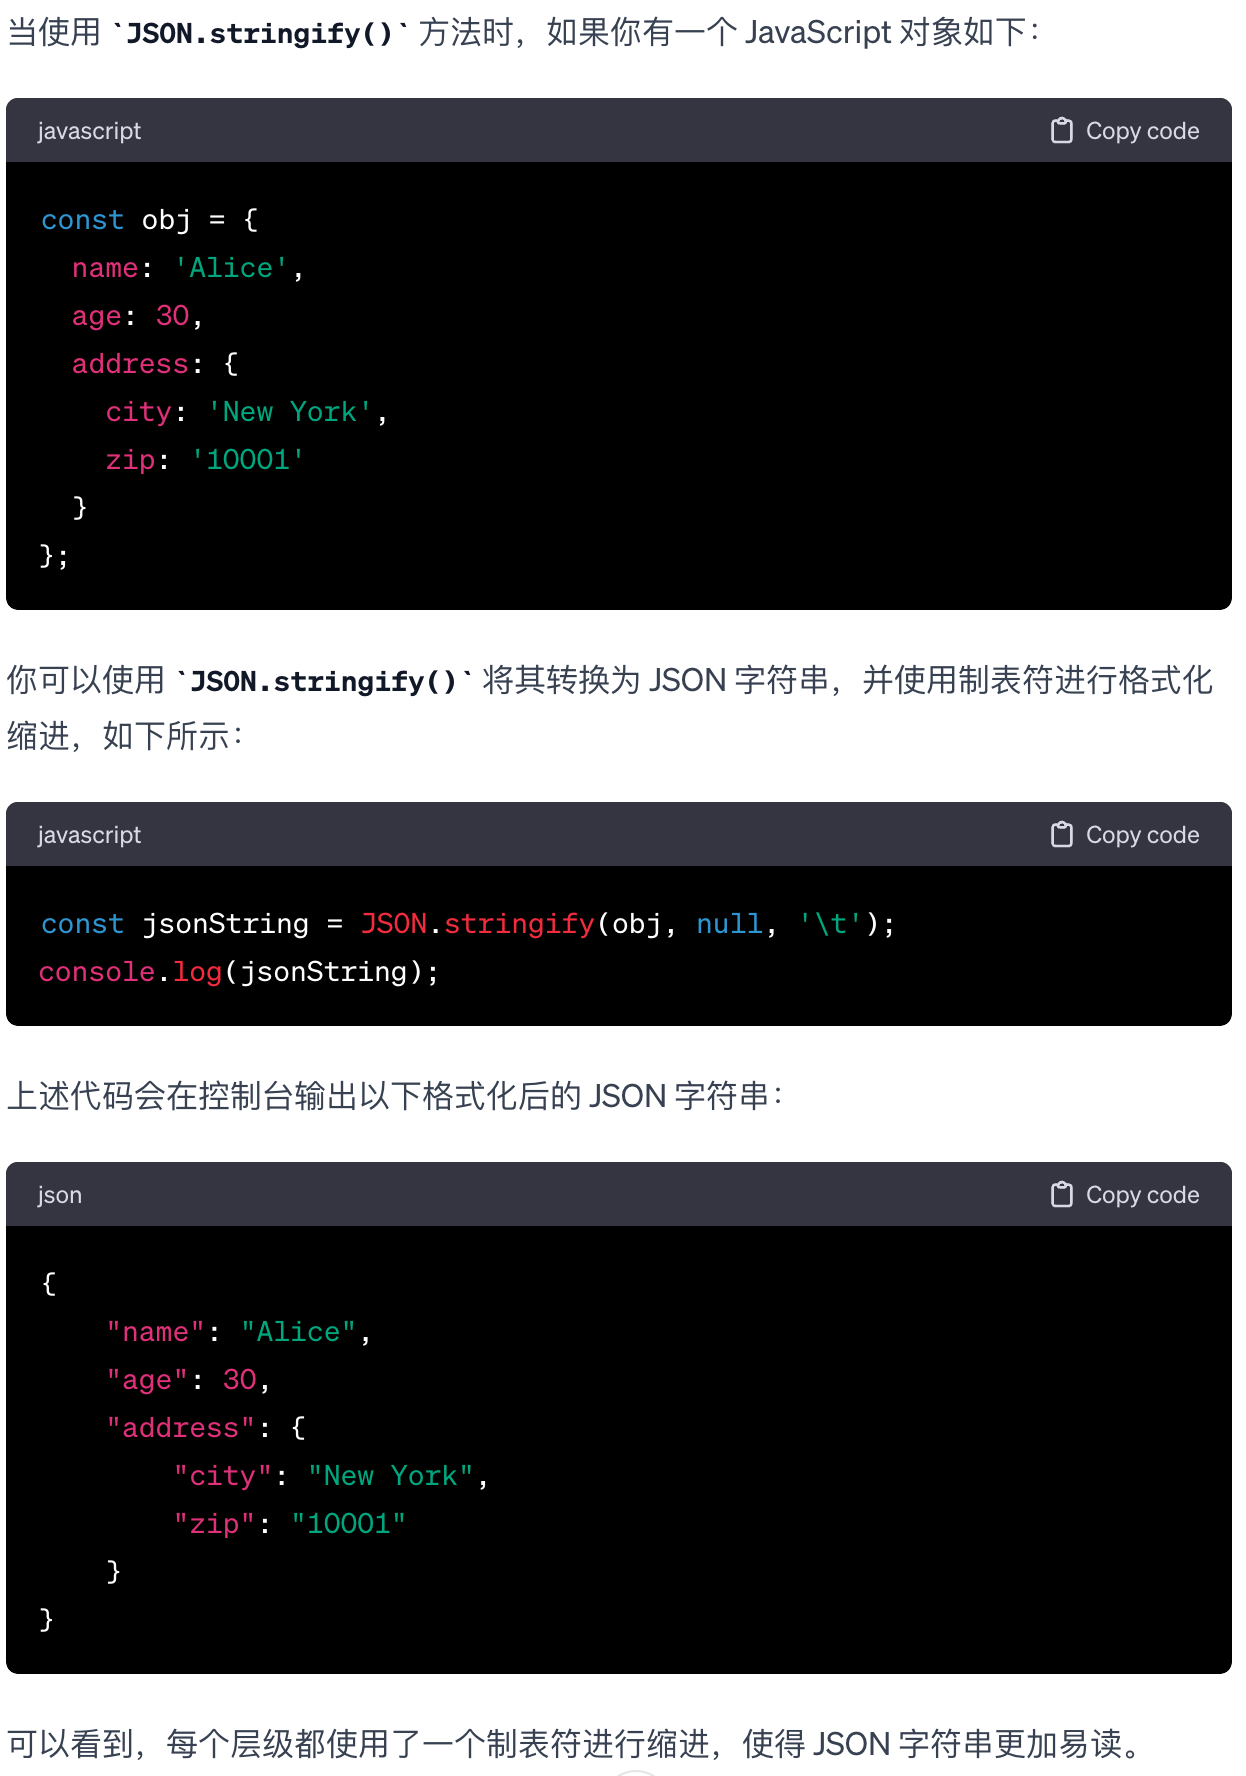 当使用 `JSON.stringify()` 方法时，如果你有一个 JavaScript 对象如下：
javascript Copy code
const obj = {
  name: 'Alice',
  age: 30,
  address: {
    city: 'New York',
    zip: '10001'
  }
};
你可以使用 `JSON.stringify()` 将其转换为 JSON 字符串，并使用制表符进行格式化
缩进，如下所示：
javascript Copy code
const jsonString = JSON.stringify(obj, null, '\t');
console.log(jsonString);
上述代码会在控制台输出以下格式化后的 JSON 字符串：
json Copy code
{
    "name": "Alice",
    "age": 30,
    "address": {
        "city": "New York",
        "zip": "10001"
    }
}
可以看到，每个层级都使用了一个制表符进行缩进，使得 JSON 字符串更加易读。